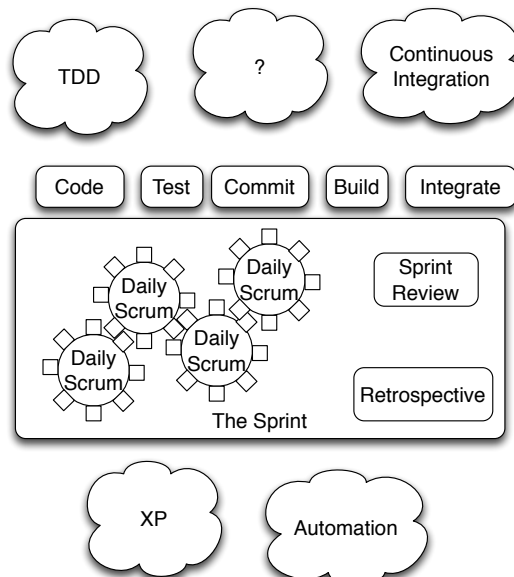 TDD
?
Continuous
Integration
Code
Test
Commit
Build
Integrate
Daily
Scrum
Daily
Scrum
Sprint
Review
Daily
Scrum
Daily
Scrum
Retrospective
The Sprint
XP
Automation